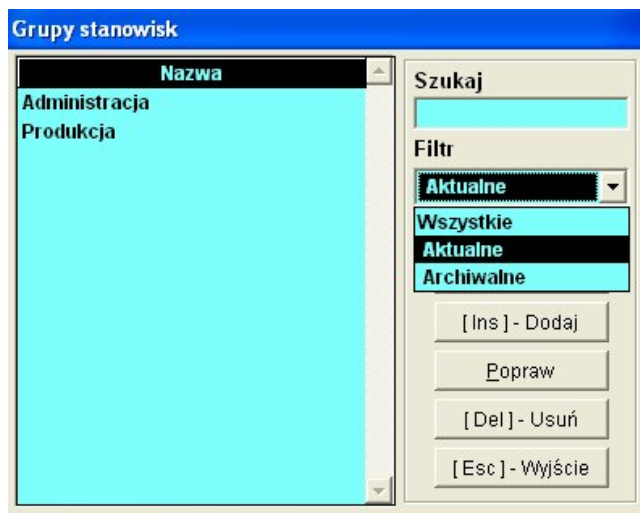 Grupy stanowisk
Nazwa
Administracja
Produkcja
Szukaj
Filtr
Aktualne
Wszystkie
Aktualne
Archiwalne
[Ins] - Dodaj
Popraw
[Del] - Usuń
[Esc] - Wyjście